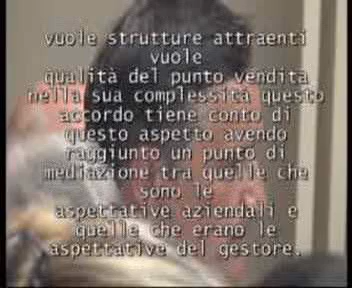 vuole strutture attraenti
vuole
qualità del punto vendita
nella sua complessità questo
accordo tiene conto di
questo aspetto avendo
raggiunto un punto di
mediazione tra quelle che
sono le
aspettative aziendali e
quelle che erano le
aspettative del gestore.